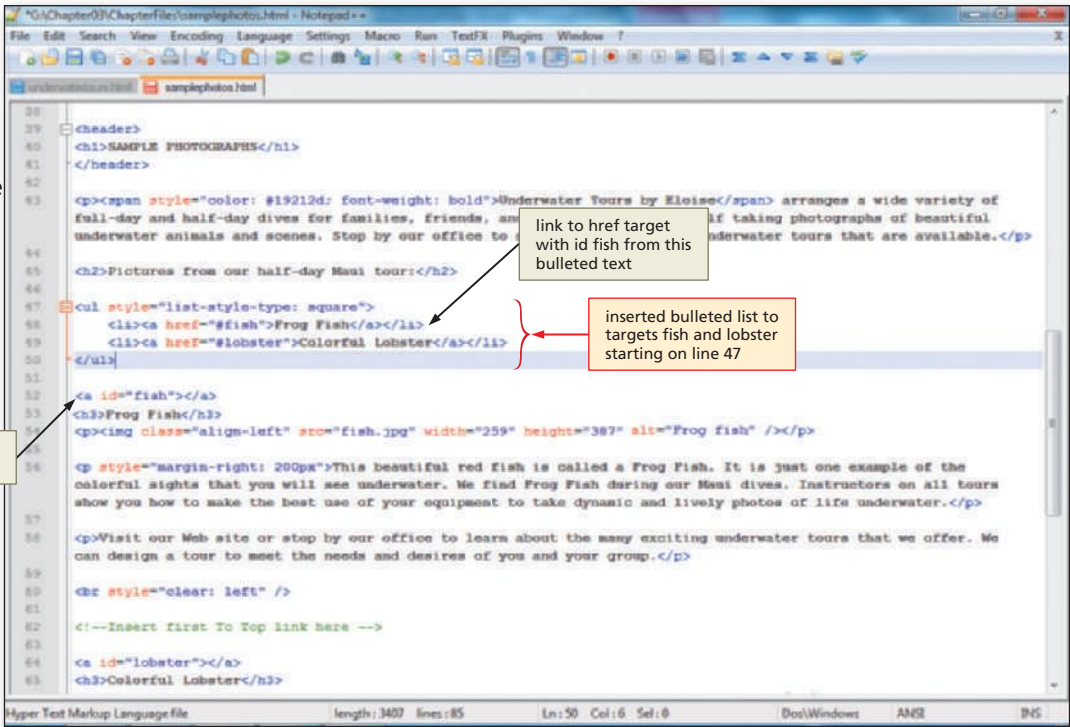 *G:\Chapter03\ChapterFiles\samplephotos.html - Notepad++
File Edit Search View Encoding Language Settings Macro Run TextFX Plugins Window ? X
underwatertours.html samplephotos.html
38
39 <header>
40 <h1>SAMPLE PHOTOGRAPHS</h1>
41 </header>
42
43 <p><span style="color: #19212d; font-weight: bold">Underwater Tours by Eloise</span> arranges a wide variety of
full-day and half-day dives for families, friends, if taking photographs of beautiful
underwater animals and scenes. Stop by our office to underwater tours that are available.</p>
link to href target
with id fish from this
bulleted text
44
45 <h2>Pictures from our half-day Maui tour:</h2>
46
47 <ul style="list-style-type: square">
48 <li><a href="#fish">Frog Fish</a></li>
49 <li><a href="#lobster">Colorful Lobster</a></li>
50 </ul>
inserted bulleted list to
targets fish and lobster
starting on line 47
51
52 <a id="fish"></a>
53 <h3>Frog Fish</h3>
54 <p><img class="align-left" src="fish.jpg" width="259" height="387" alt="Frog fish" /></p>
55
56 <p style="margin-right: 200px">This beautiful red fish is called a Frog Fish. It is just one example of the
colorful sights that you will see underwater. We find Frog Fish during our Maui dives. Instructors on all tours
show you how to make the best use of your equipment to take dynamic and lively photos of life underwater.</p>
57
58 <p>Visit our Web site or stop by our office to learn about the many exciting underwater tours that we offer. We
can design a tour to meet the needs and desires of you and your group.</p>
59
60 <br style="clear: left" />
61
62 <!--Insert first To Top link here -->
63
64 <a id="lobster"></a>
65 <h3>Colorful Lobster</h3>
Hyper Text Markup Language file length : 3407 lines : 85 Ln : 50 Col : 6 Sel : 0 Dos\Windows ANSI INS